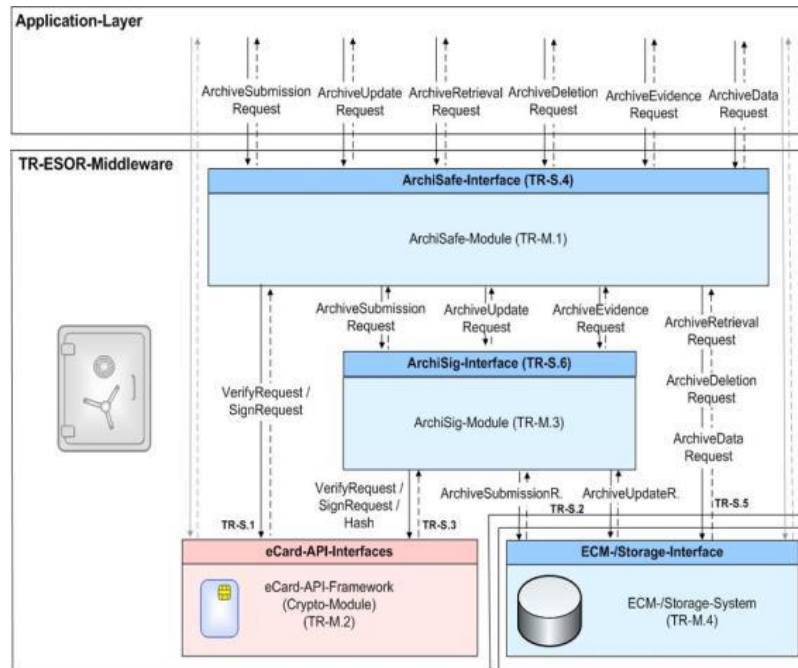 Application-Layer
ArchiveSubmission
Request
ArchiveUpdate
Request
ArchiveRetrieval
Request
ArchiveDeletion
Request
ArchiveEvidence
Request
ArchiveData
Request
TR-ESOR-Middleware
ArchiSafe-Interface (TR-S.4)
ArchiSafe-Module (TR-M.1)
ArchiveSubmission
Request
ArchiveUpdate
Request
ArchiveEvidence
Request
ArchiveRetrieval
Request
ArchiSig-Interface (TR-S.6)
ArchiveDeletion
Request
VerifyRequest /
SignRequest
ArchiSig-Module (TR-M.3)
ArchiveData
Request
VerifyRequest /
SignRequest /
Hash
ArchiveSubmissionR.
ArchiveUpdateR.
TR-S.1
TR-S.3
TR-S.2
TR-S.5
eCard-API-Interfaces
eCard-API-Framework
(Crypto-Module)
(TR-M.2)
ECM-/Storage-Interface
ECM-/Storage-System
(TR-M.4)